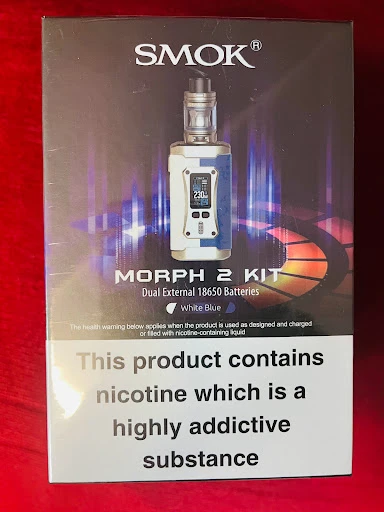 SMOK®
230
MORPH 2 KIT
Dual External 18650 Batteries
White Blue
The health warning below applies when the product is used as designed and charged
or filled with nicotine-containing liquid
This product contains
nicotine which is a
highly addictive
substance